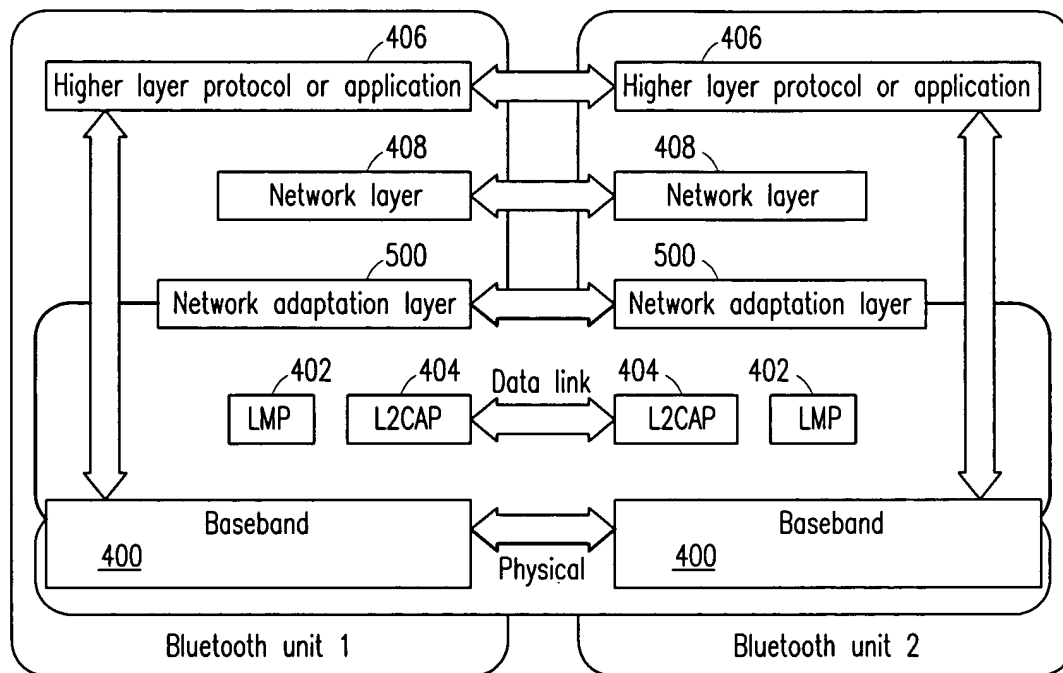 406 406
Higher layer protocol or application Higher layer protocol or application
408 408
Network layer Network layer
500 500
Network adaptation layer Network adaptation layer
402 404 Data link 404 402
LMP L2CAP L2CAP LMP
Baseband Baseband
400 Physical 400
Bluetooth unit 1 Bluetooth unit 2